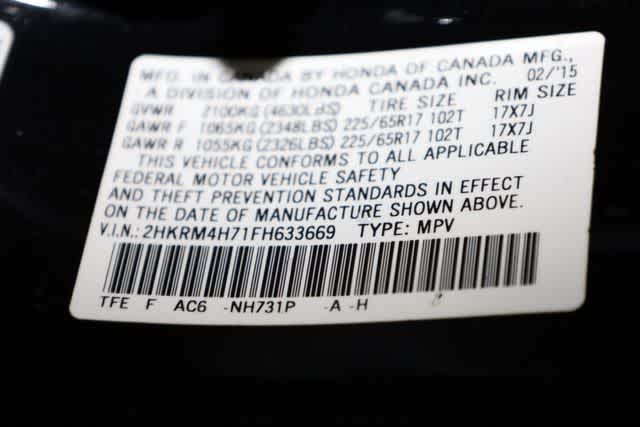 MFD. IN CANADA BY HONDA OF CANADA MFG.,
A DIVISION OF HONDA CANADA INC. 02/'15
GVWR 2100KG (4630LBS) TIRE SIZE RIM SIZE
GAWR F 1065KG (2348LBS) 225/65R17 102T 17X7J
GAWR R 1055KG (2326LBS) 225/65R17 102T 17X7J
THIS VEHICLE CONFORMS TO ALL APPLICABLE
FEDERAL MOTOR VEHICLE SAFETY
AND THEFT PREVENTION STANDARDS IN EFFECT
ON THE DATE OF MANUFACTURE SHOWN ABOVE.
V.I.N.: 2HKRM4H71FH633669 TYPE: MPV
TFE F AC6 -NH731P -A -H